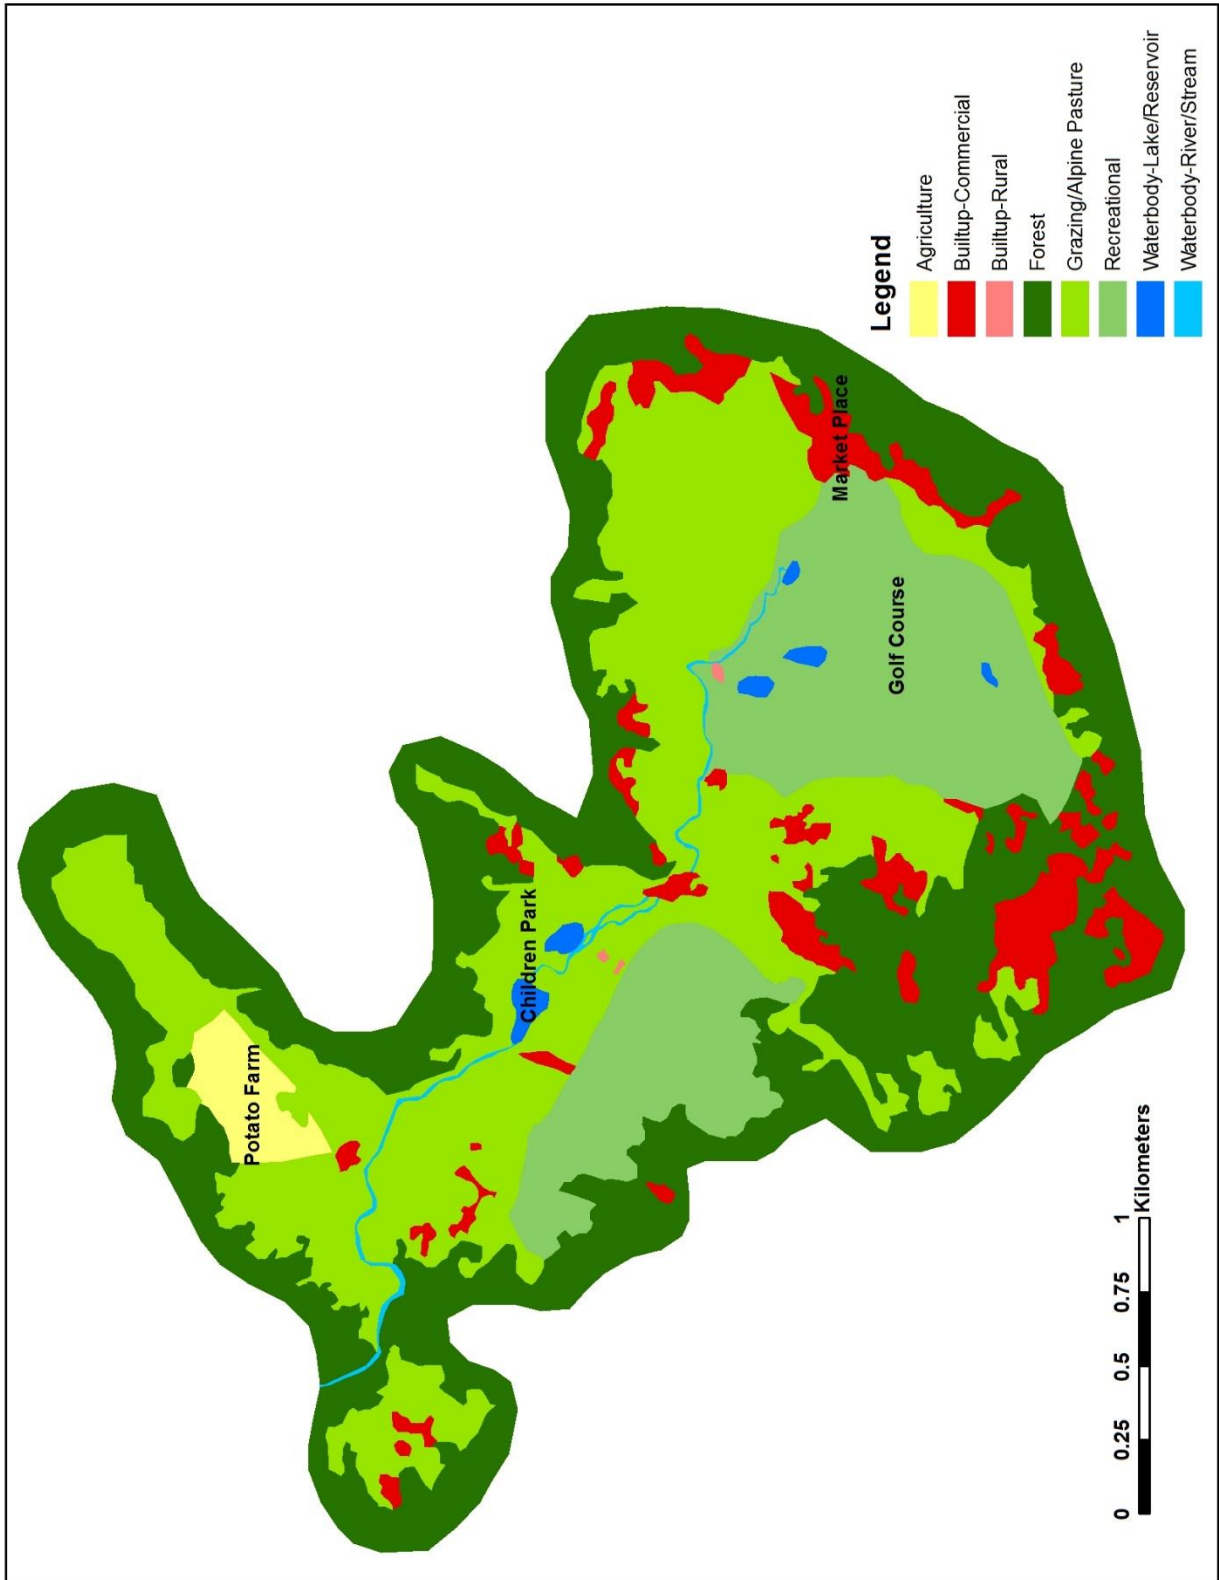 Potato Farm
Children Park
Market Place
Golf Course
Legend
Agriculture
Builtup-Commercial
Builtup-Rural
Forest
Grazing/Alpine Pasture
Recreational
Waterbody-Lake/Reservoir
Waterbody-River/Stream
0 0.25 0.5 0.75 1
Kilometers